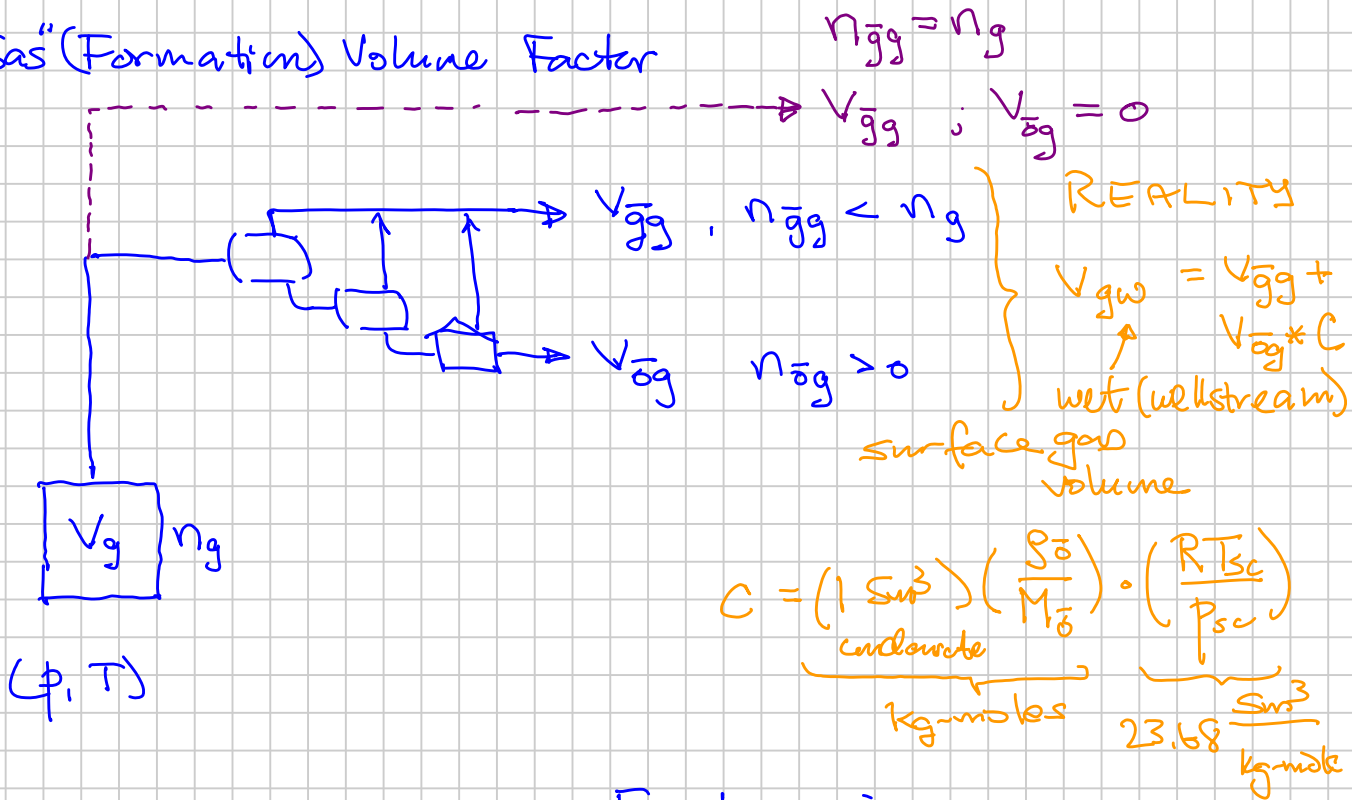 as" (Formation) Volume Factor
n_ḡg = n_g
V_ḡg ; V_ōg = 0
V_ḡg , n_ḡg < n_g
V_ōg n_ōg > 0
REALITY
V_gw = V_ḡg +
V_ōg * C
wet (wellstream)
surface gas
volume
V_g n_g
(p, T)
C = (1 Sm³) (ρ_ō / M_ō) · (R T_sc / p_sc)
condensate
kg-moles
23.68 Sm³ / kg-mole